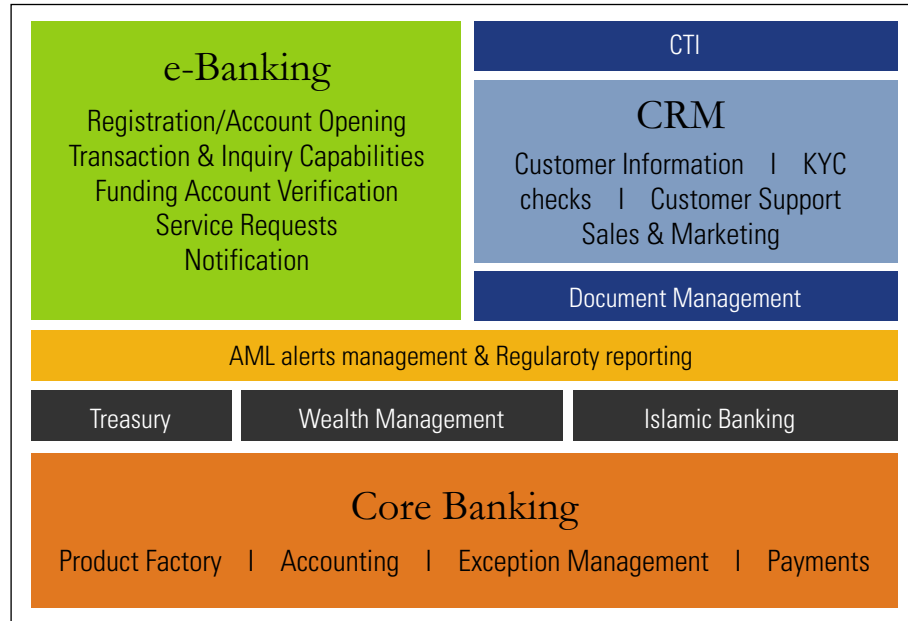 e-Banking
Registration/Account Opening
Transaction & Inquiry Capabilities
Funding Account Verification
Service Requests
Notification
CTI
CRM
Customer Information I KYC
checks I Customer Support
Sales & Marketing
Document Management
AML alerts management & Regularoty reporting
Treasury
Wealth Management
Islamic Banking
Core Banking
Product Factory I Accounting I Exception Management I Payments